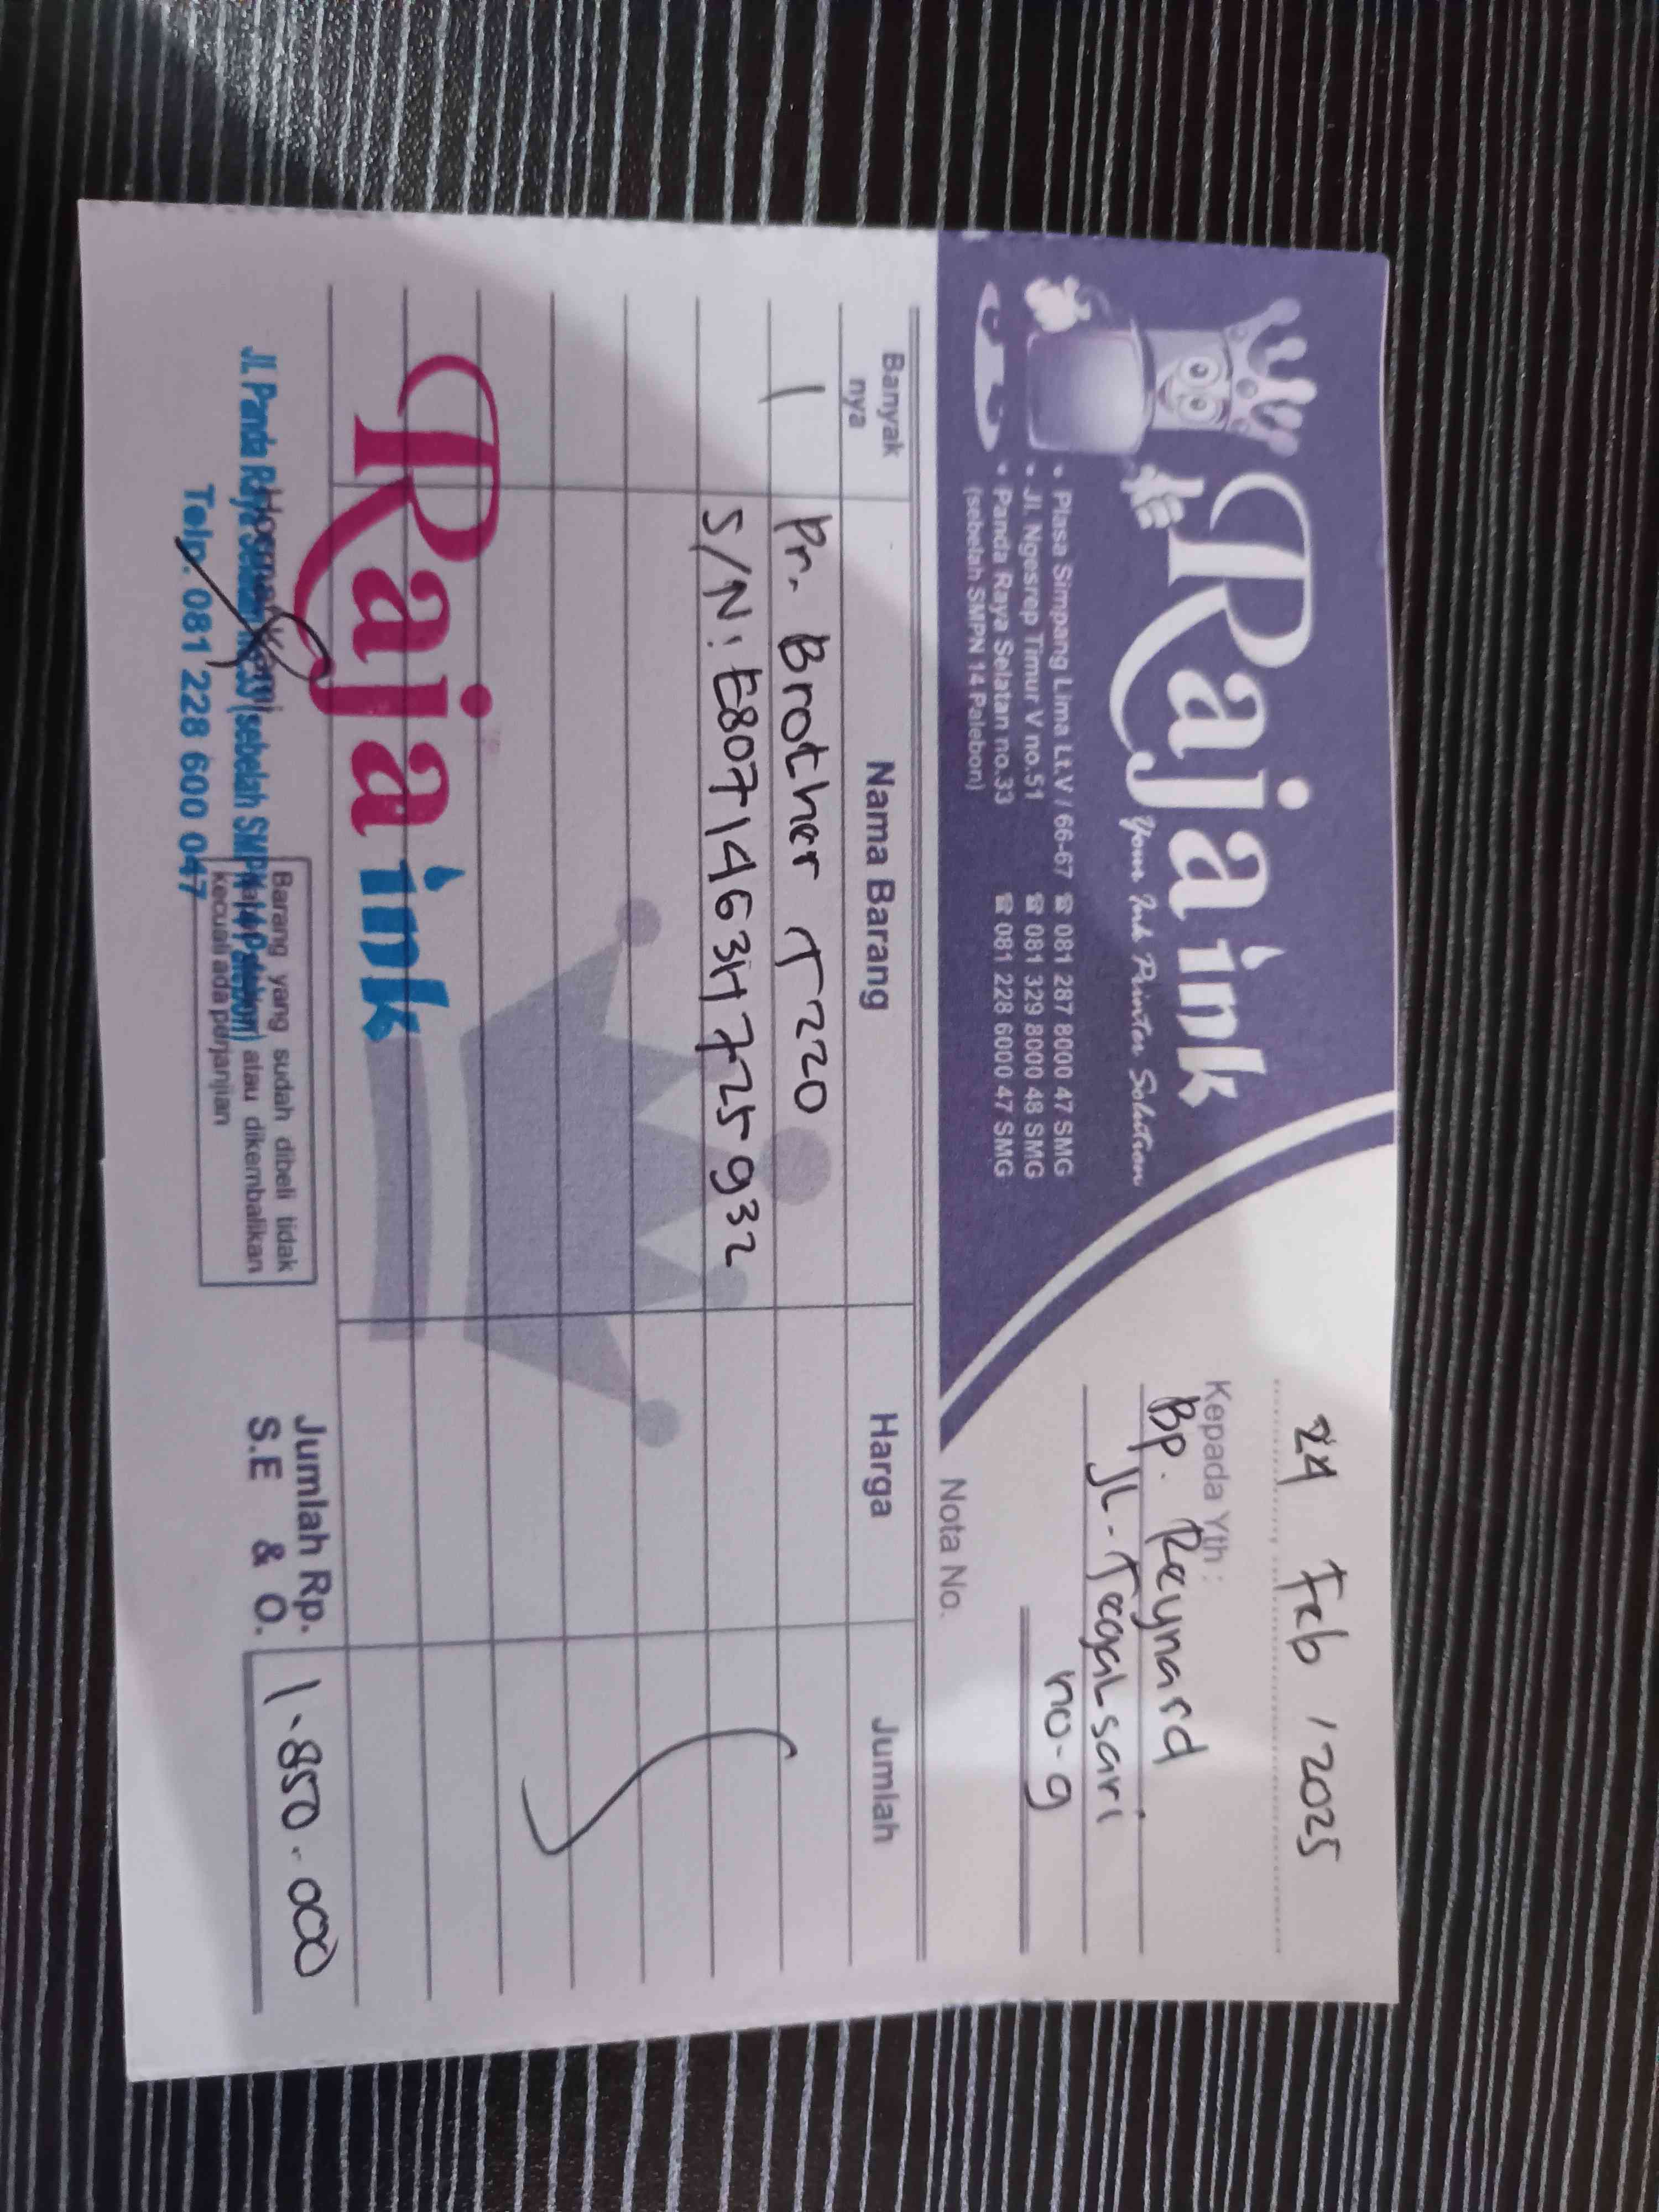 Raja ink
Your Ink Printer Solution
• Plasa Simpang Lima Lt.V / 66-67 ☎ 081 287 8000 47 SMG
• Jl. Ngesrep Timur V no.51 ☎ 081 329 8000 48 SMG
• Panda Raya Selatan no.33 ☎ 081 228 6000 47 SMG
(sebelah SMPN 14 Palebon)
24 Feb / 2025
Kepada Yth :
Bp. Reynard
JL. Tegalsari
no. 9
Nota No.
Banyak nya Nama Barang Harga Jumlah
1 Pr. Brother T220
S/N: E80714631H7725932
Raja ink
Hormat Kami
Jl. Panda Raya Selatan no.33 (sebelah SMPN 14 Palebon)
Telp. 081 228 600 047
Barang yang sudah dibeli tidak
atau dikembalikan
kecuali ada perjanjian
Jumlah Rp. 1.850.000
S.E & O.